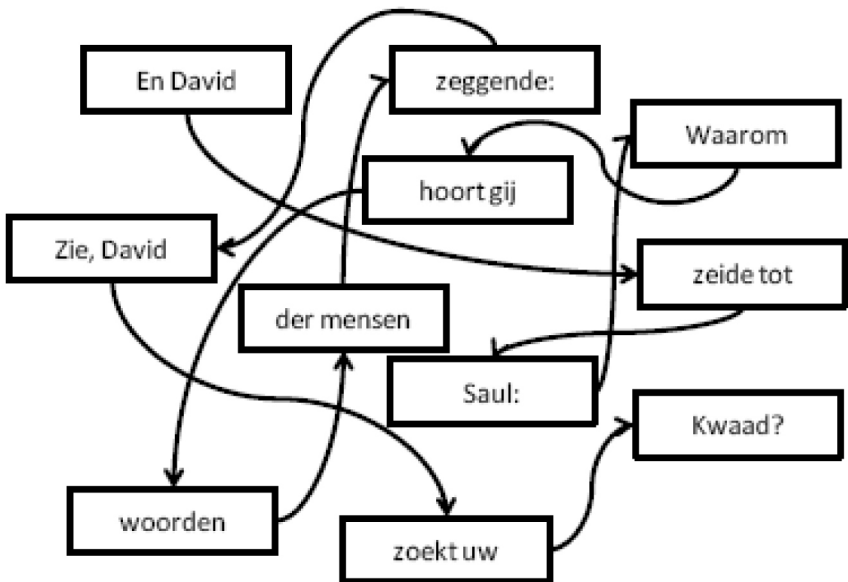 En David
zeide tot
Saul:
Waarom
hoort gij
woorden
der mensen
zeggende:
Zie, David
zoekt uw
Kwaad?